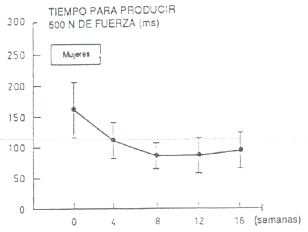 TIEMPO PARA PRODUCIR
500 N DE FUERZA (ms)
Mujeres
300
250
200
150
100
50
0
0 4 8 12 16 (semanas)